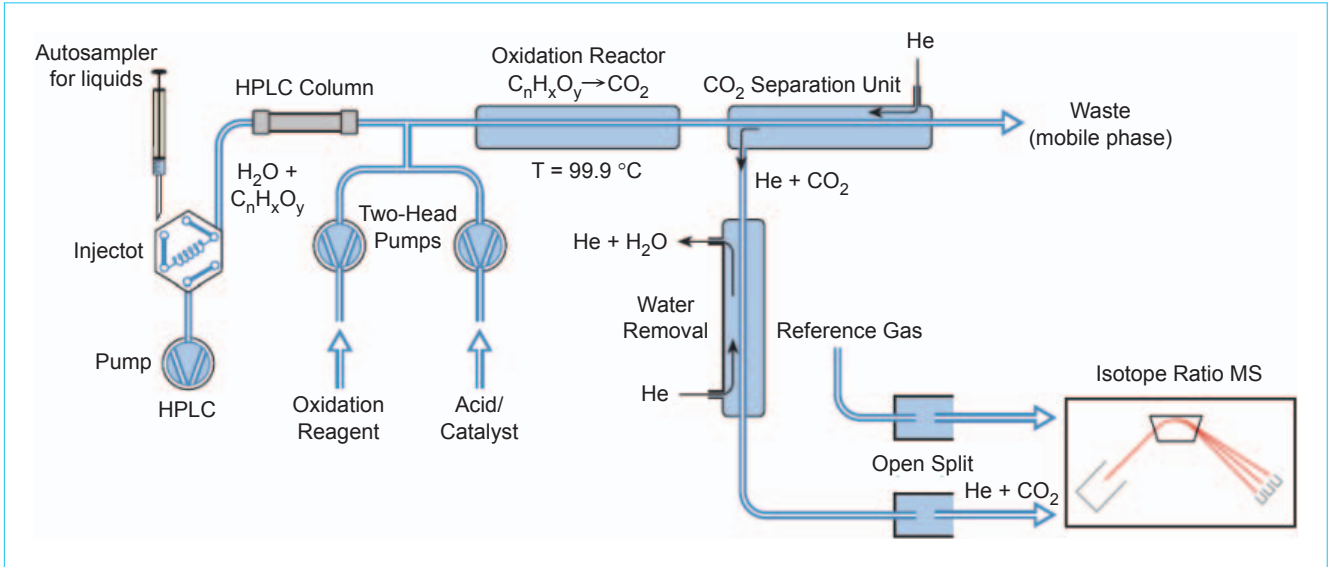 Autosampler
for liquids
HPLC Column
H₂O +
CₙHₓOᵧ
Injectot
Pump
HPLC
Two-Head
Pumps
Oxidation
Reagent
Acid/
Catalyst
Oxidation Reactor
CₙHₓOᵧ→CO₂
T = 99.9 °C
CO₂ Separation Unit
He
Waste
(mobile phase)
He + CO₂
He + H₂O
Water
Removal
He
Reference Gas
Open Split
He + CO₂
Isotope Ratio MS